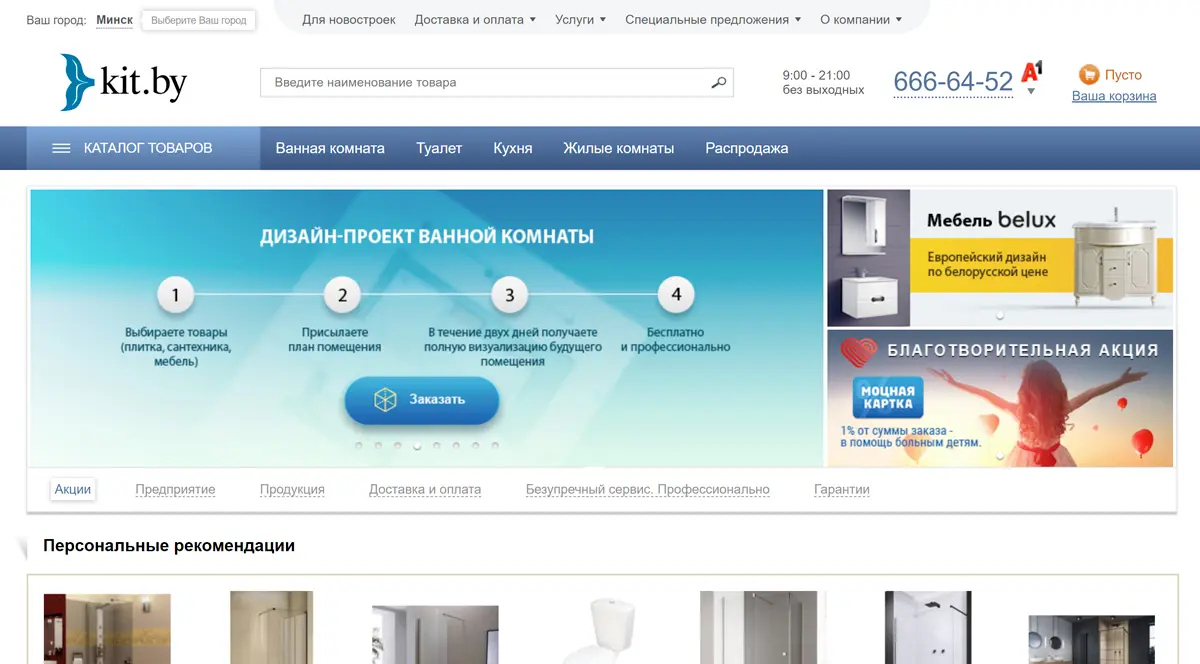 Ваш город: Минск Выберите Ваш город
Для новостроек Доставка и оплата Услуги Специальные предложения О компании
kit.by
Введите наименование товара
9:00 - 21:00
без выходных
666-64-52
A1
Пусто
Ваша корзина
КАТАЛОГ ТОВАРОВ Ванная комната Туалет Кухня Жилые комнаты Распродажа
ДИЗАЙН-ПРОЕКТ ВАННОЙ КОМНАТЫ
1 2 3 4
Выбираете товары
(плитка, сантехника,
мебель)
Присылаете
план помещения
В течение двух дней получаете
полную визуализацию будущего
помещения
Бесплатно
и профессионально
Заказать
Мебель belux
Европейский дизайн
по белорусской цене
БЛАГОТВОРИТЕЛЬНАЯ АКЦИЯ
МОЦНАЯ
КАРТКА
1% от суммы заказа -
в помощь больным детям.
Акции Предприятие Продукция Доставка и оплата Безупречный сервис. Профессионально Гарантии
Персональные рекомендации